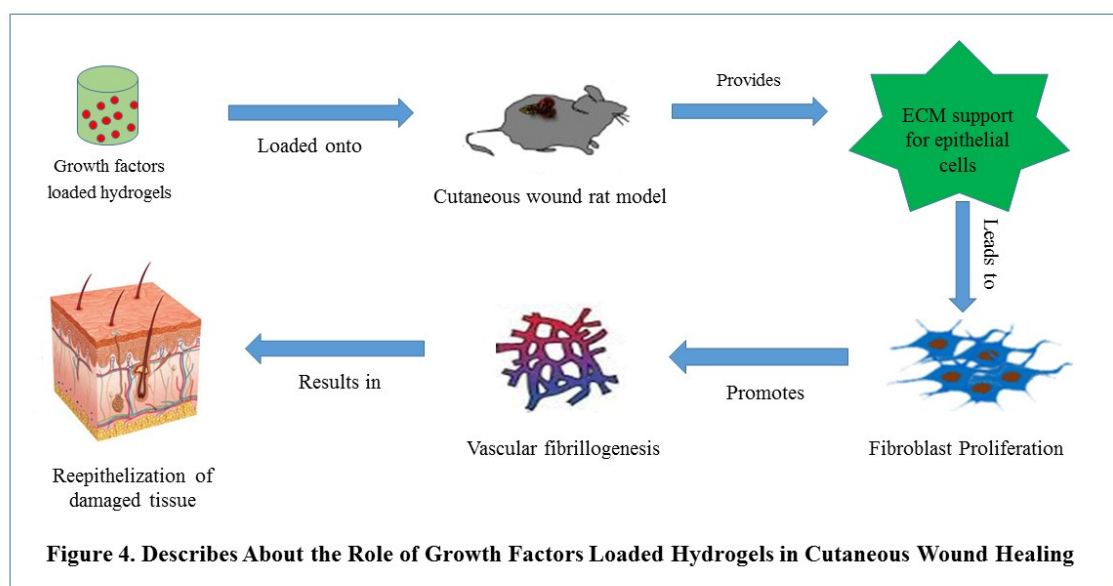 Growth factors
loaded hydrogels
Loaded onto
Cutaneous wound rat model
Provides
ECM support
for epithelial
cells
Leads to
Fibroblast Proliferation
Promotes
Vascular fibrillogenesis
Results in
Reepithelization of
damaged tissue
Figure 4. Describes About the Role of Growth Factors Loaded Hydrogels in Cutaneous Wound Healing